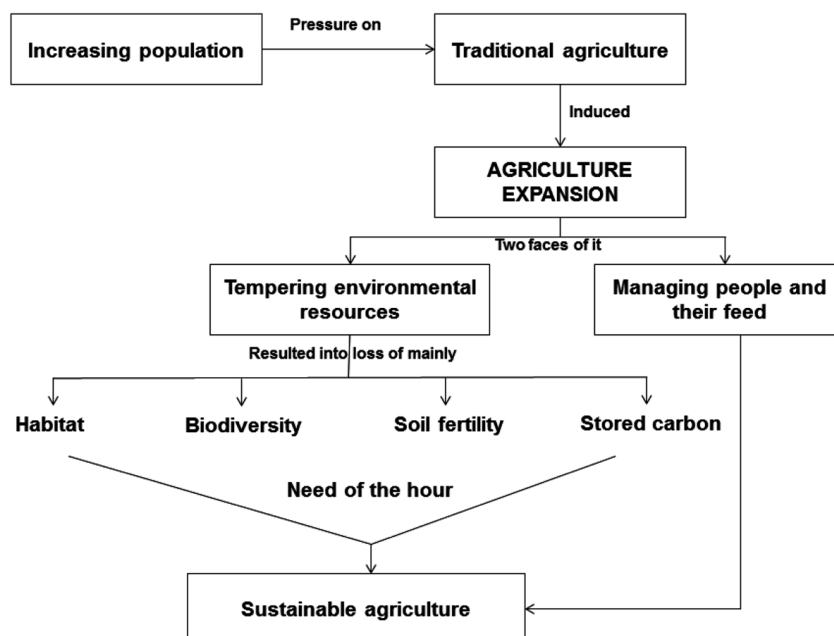 Pressure on
Increasing population
Traditional agriculture
Induced
AGRICULTURE
EXPANSION
Two faces of it
Tempering environmental
resources
Managing people and
their feed
Resulted into loss of mainly
Habitat
Biodiversity
Soil fertility
Stored carbon
Need of the hour
Sustainable agriculture